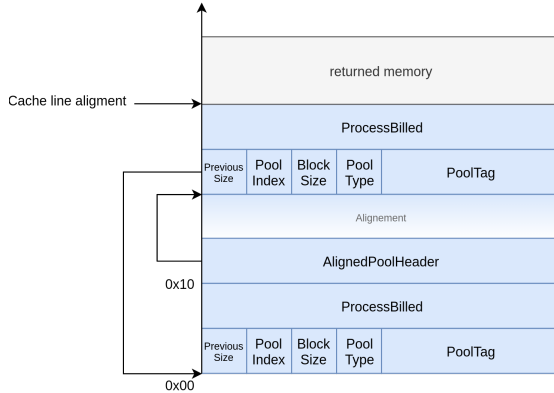 returned memory
Cache line aligment
ProcessBilled
Previous
Size
Pool
Index
Block
Size
Pool
Type
PoolTag
Alignement
AlignedPoolHeader
0x10
ProcessBilled
Previous
Size
Pool
Index
Block
Size
Pool
Type
PoolTag
0x00